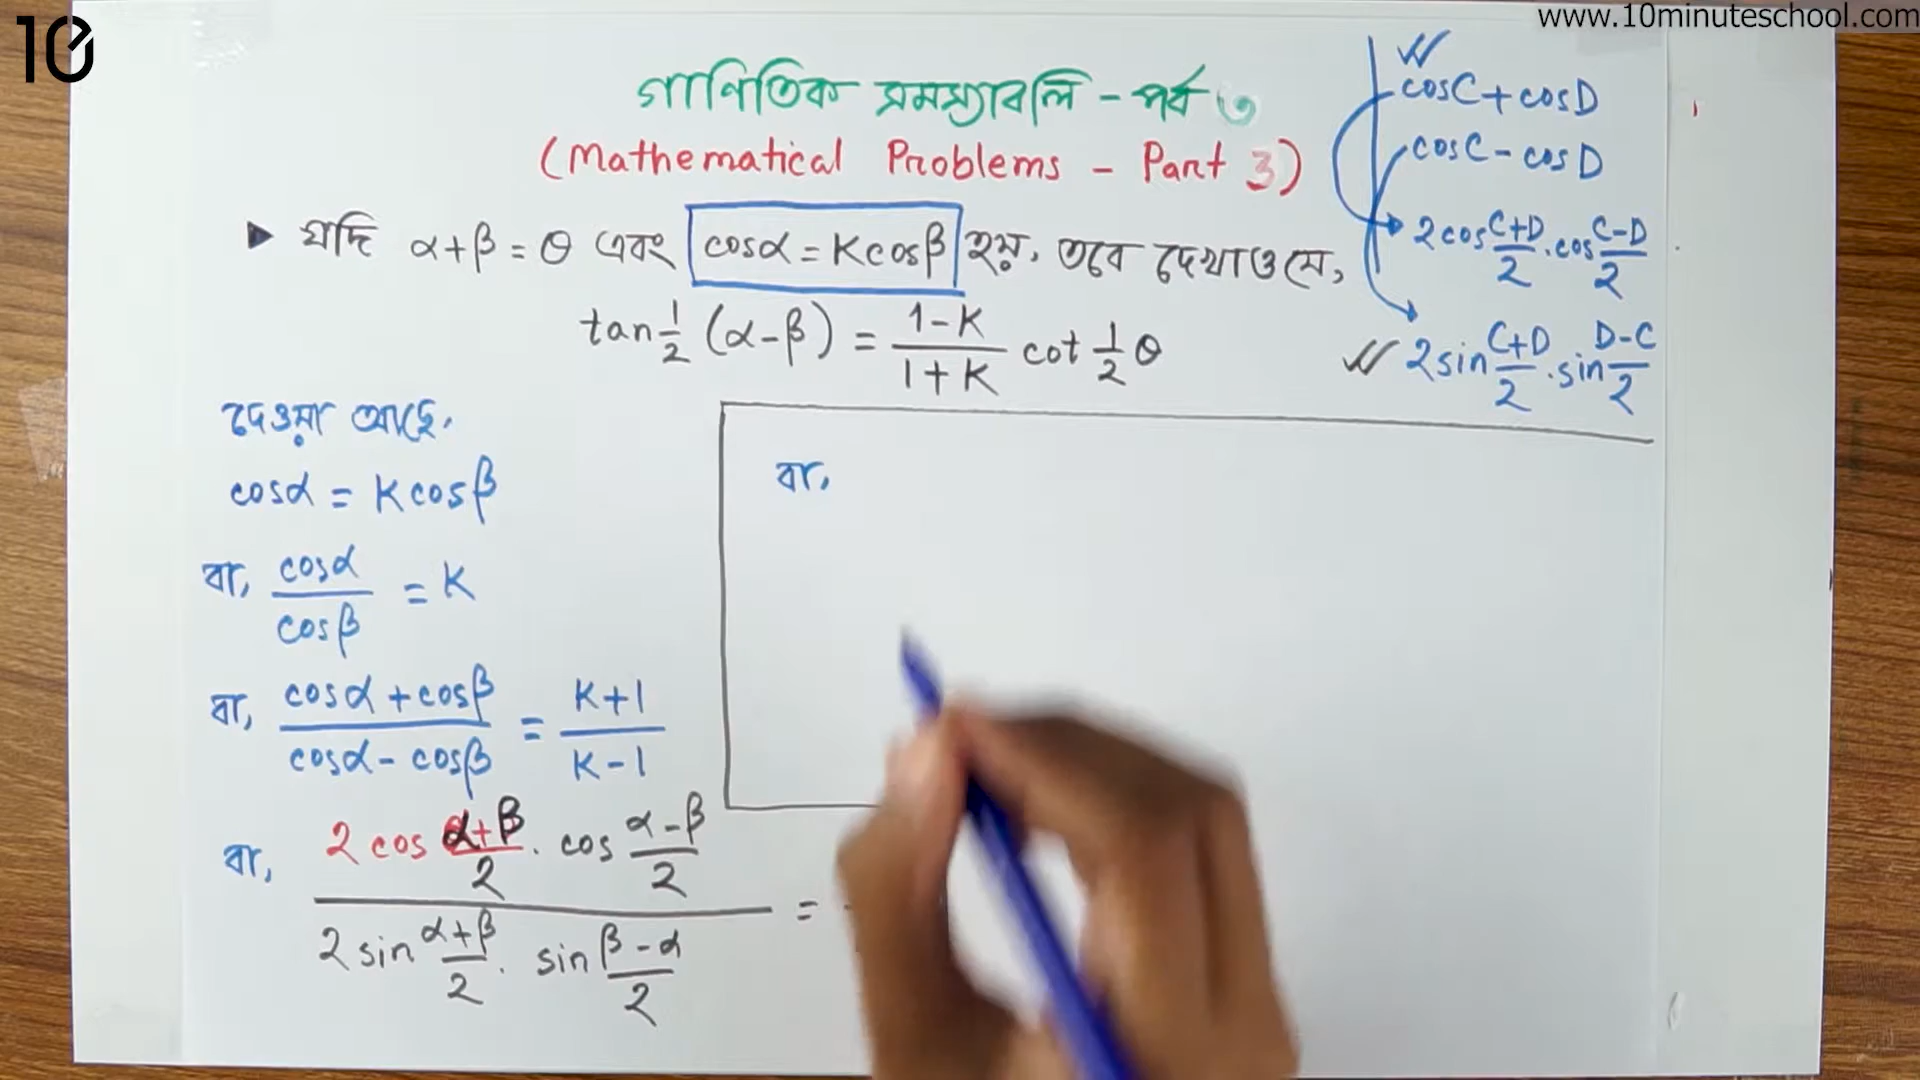 10
www.10minuteschool.com
গাণিতিক সমস্যাবলি - পর্ব ৩
(Mathematical Problems - Part 3)
▶ যদি α+β = θ এবং cosα = Kcosβ হয়, তবে দেখাও যে,
tan ½ (α-β) = (1-K)/(1+K) cot ½ θ
cosC + cosD
cosC - cosD
2cos (C+D)/2 . cos (C-D)/2
2sin (C+D)/2 . sin (D-C)/2
দেওয়া আছে,
cosα = Kcosβ
বা, cosα/cosβ = K
বা, (cosα + cosβ)/(cosα - cosβ) = (K+1)/(K-1)
বা, (2 cos (α+β)/2 . cos (α-β)/2)/(2 sin (α+β)/2 . sin (β-α)/2) =
বা,